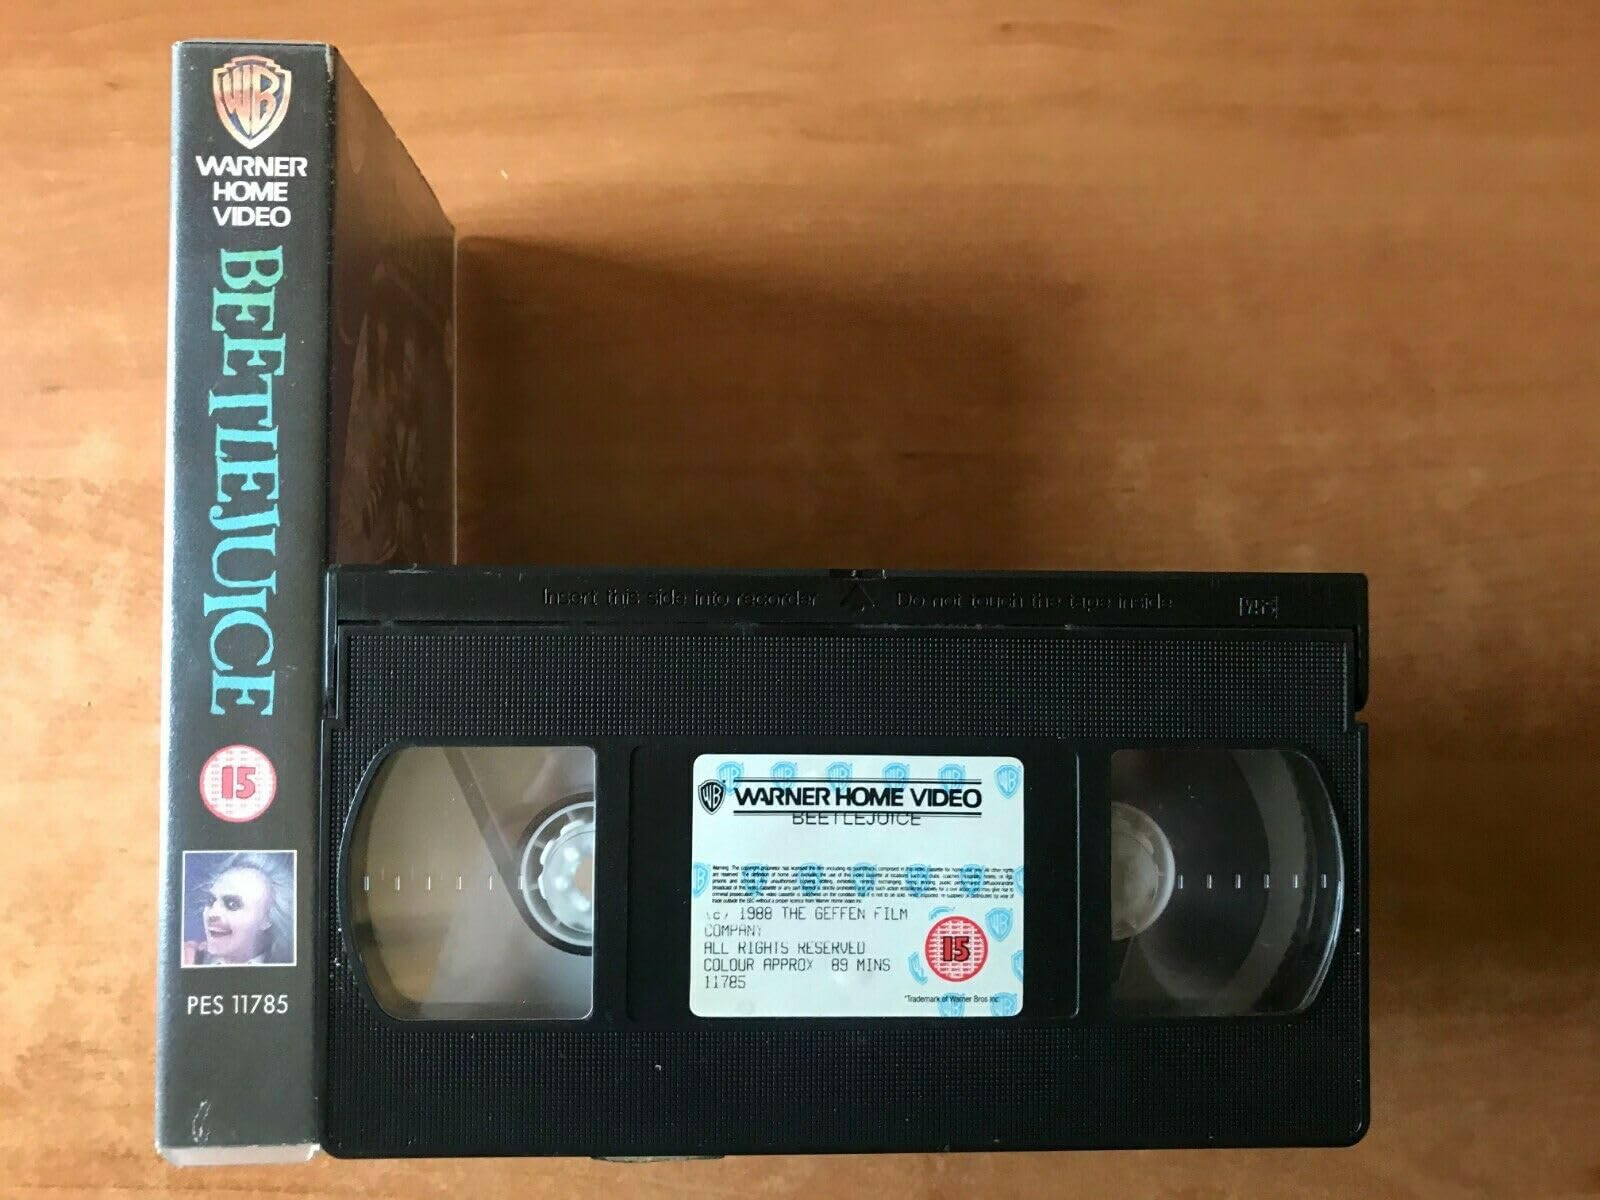 WB
WARNER
HOME
VIDEO
BEETLEJUICE
15
PES 11785
Insert this side into recorder
Do not touch the tape inside
VHS
WB WARNER HOME VIDEO
BEETLEJUICE
(c) 1988 THE GEFFEN FILM
COMPANY
ALL RIGHTS RESERVED
COLOUR APPROX 89 MINS
11785
15
*Trademark of Warner Bros Inc.